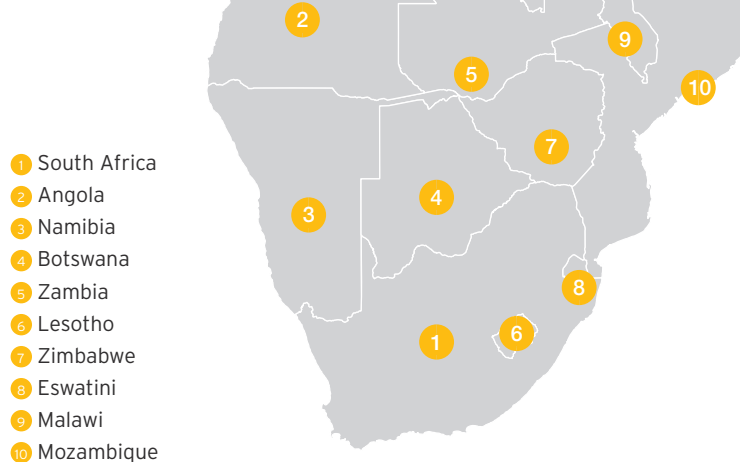 2
9
5
10
7
4
3
8
6
1
1 South Africa
2 Angola
3 Namibia
4 Botswana
5 Zambia
6 Lesotho
7 Zimbabwe
8 Eswatini
9 Malawi
10 Mozambique